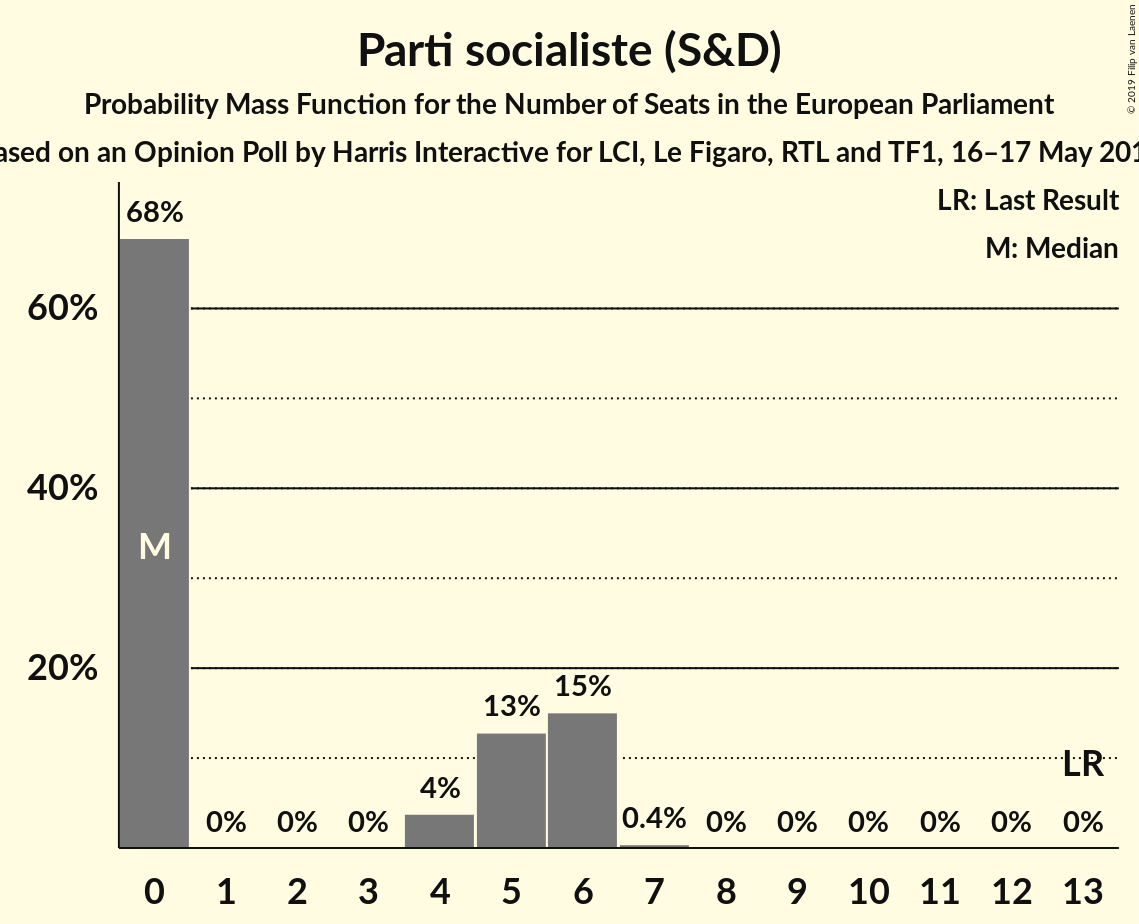 Parti socialiste (S&D)
Probability Mass Function for the Number of Seats in the European Parliament
ased on an Opinion Poll by Harris Interactive for LCI, Le Figaro, RTL and TF1, 16–17 May 201
© 2019 Filip van Laenen
LR: Last Result
M: Median
68%
60%
40%
M
20%
15%
13%
LR
4%
0% 0% 0% 0.4% 0% 0% 0% 0% 0% 0%
0 1 2 3 4 5 6 7 8 9 10 11 12 13